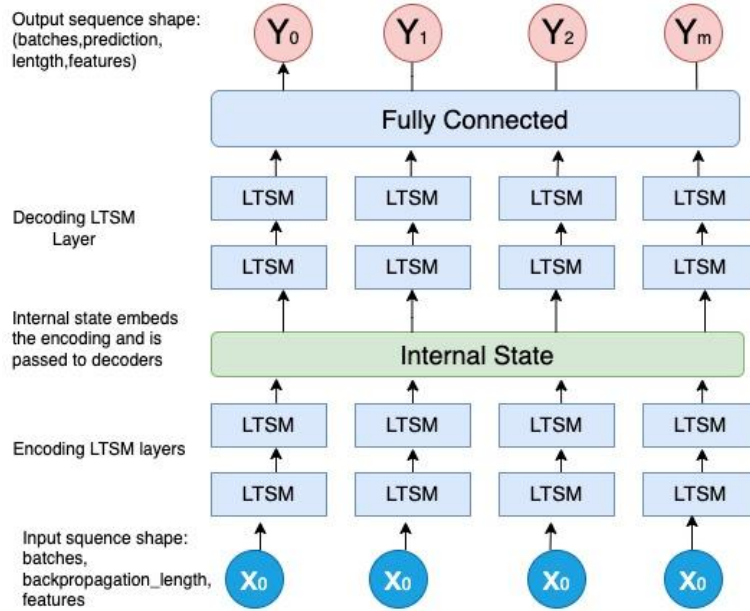 Output sequence shape:
(batches,prediction,
lentgth,features)
Y0 Y1 Y2 Ym
Fully Connected
LTSM LTSM LTSM LTSM
Decoding LTSM
Layer
LTSM LTSM LTSM LTSM
Internal state embeds
the encoding and is
passed to decoders
Internal State
LTSM LTSM LTSM LTSM
Encoding LTSM layers
LTSM LTSM LTSM LTSM
Input squence shape:
batches,
backpropagation_length,
features
X0 X0 X0 X0